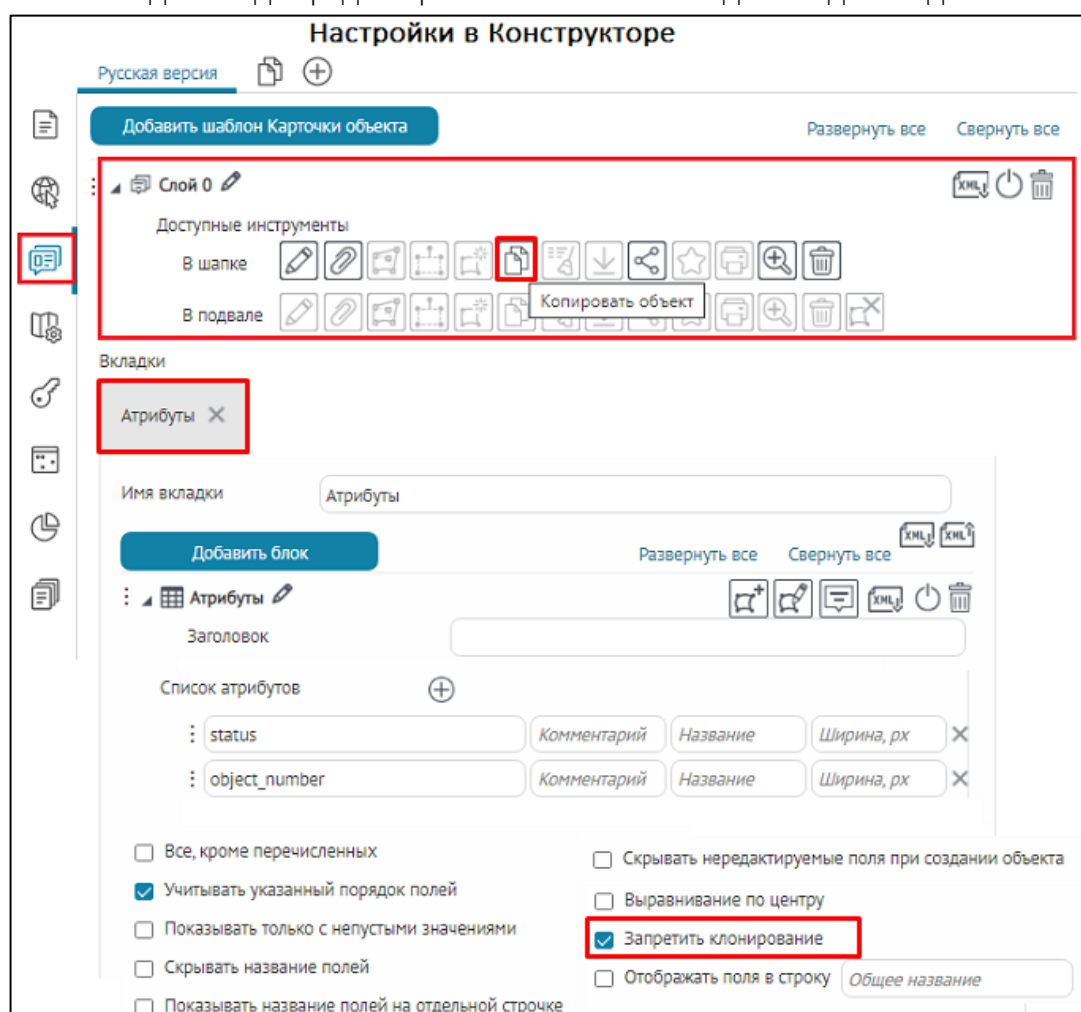 Настройки в Конструкторе
Русская версия
Добавить шаблон Карточки объекта
Развернуть все Свернуть все
Слой 0
XML
Доступные инструменты
В шапке
Копировать объект
В подвале
Вкладки
Атрибуты
Имя вкладки Атрибуты
XML XML
Добавить блок Развернуть все Свернуть все
Атрибуты XML
Заголовок
Список атрибутов
status Комментарий Название Ширина, px
object_number Комментарий Название Ширина, px
Все, кроме перечисленных Скрывать нередактируемые поля при создании объекта
Учитывать указанный порядок полей Выравнивание по центру
Показывать только с непустыми значениями Запретить клонирование
Скрывать название полей Отображать поля в строку Общее название
Показывать название полей на отдельной строчке